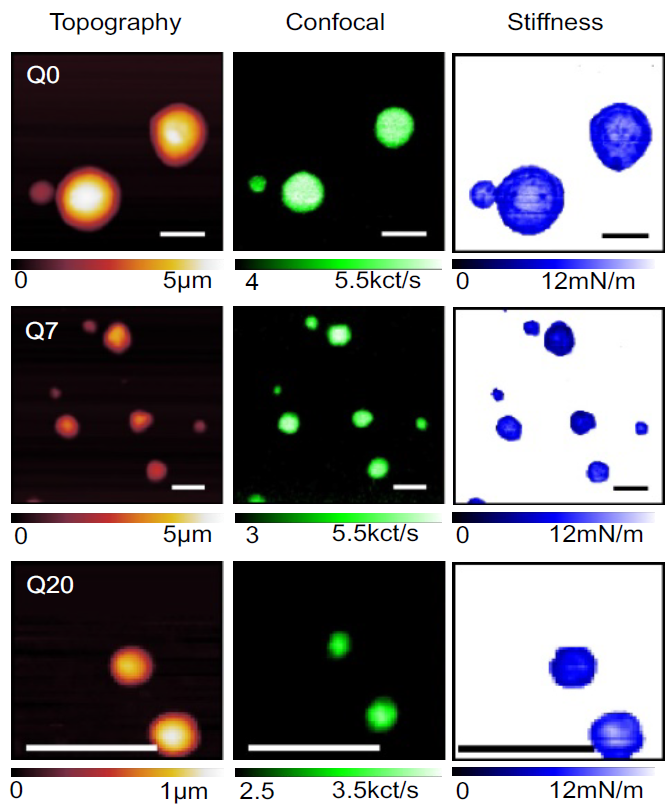 Topography Confocal Stiffness
Q0
0 5μm 4 5.5kct/s 0 12mN/m
Q7
0 5μm 3 5.5kct/s 0 12mN/m
Q20
0 1μm 2.5 3.5kct/s 0 12mN/m